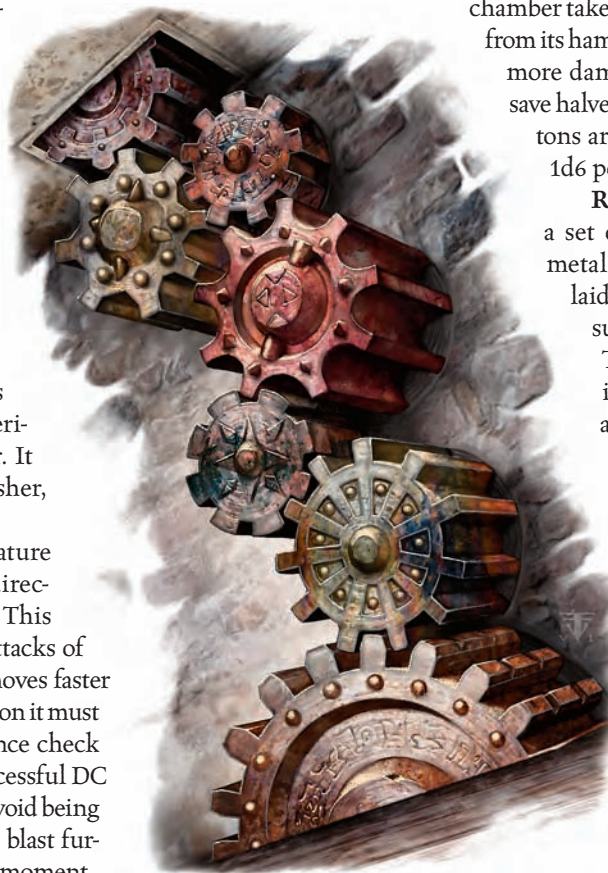 -
s
eri-
. It
sher,
ature
irec-
This
ttacks of
noves faster
on it must
nce check
cessful DC
void being
blast fur-
moment
chamber take
from its ham
more dam
save halve
tons ar
1d6 pe
R
a set
metal
laid
su
T
i
a